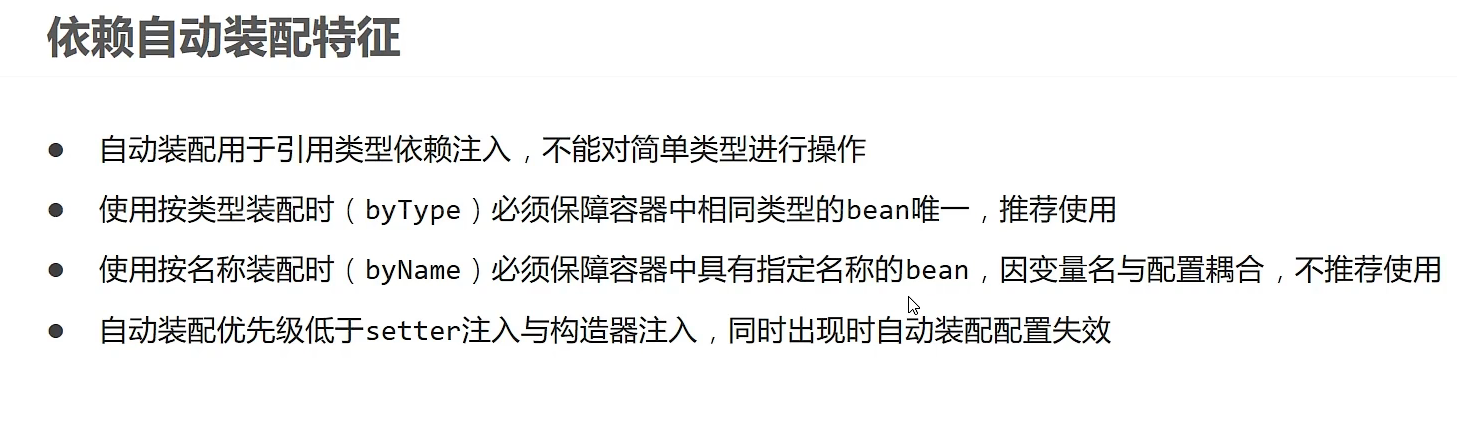 依赖自动装配特征
● 自动装配用于引用类型依赖注入，不能对简单类型进行操作
● 使用按类型装配时（byType）必须保障容器中相同类型的bean唯一，推荐使用
● 使用按名称装配时（byName）必须保障容器中具有指定名称的bean，因变量名与配置耦合，不推荐使用
● 自动装配优先级低于setter注入与构造器注入，同时出现时自动装配配置失效